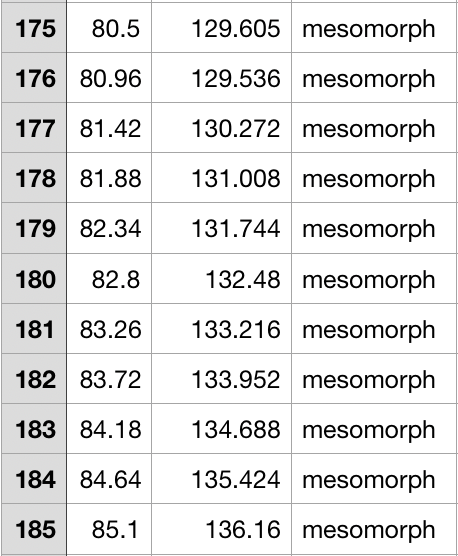 175 80.5 129.605 mesomorph
176 80.96 129.536 mesomorph
177 81.42 130.272 mesomorph
178 81.88 131.008 mesomorph
179 82.34 131.744 mesomorph
180 82.8 132.48 mesomorph
181 83.26 133.216 mesomorph
182 83.72 133.952 mesomorph
183 84.18 134.688 mesomorph
184 84.64 135.424 mesomorph
185 85.1 136.16 mesomorph